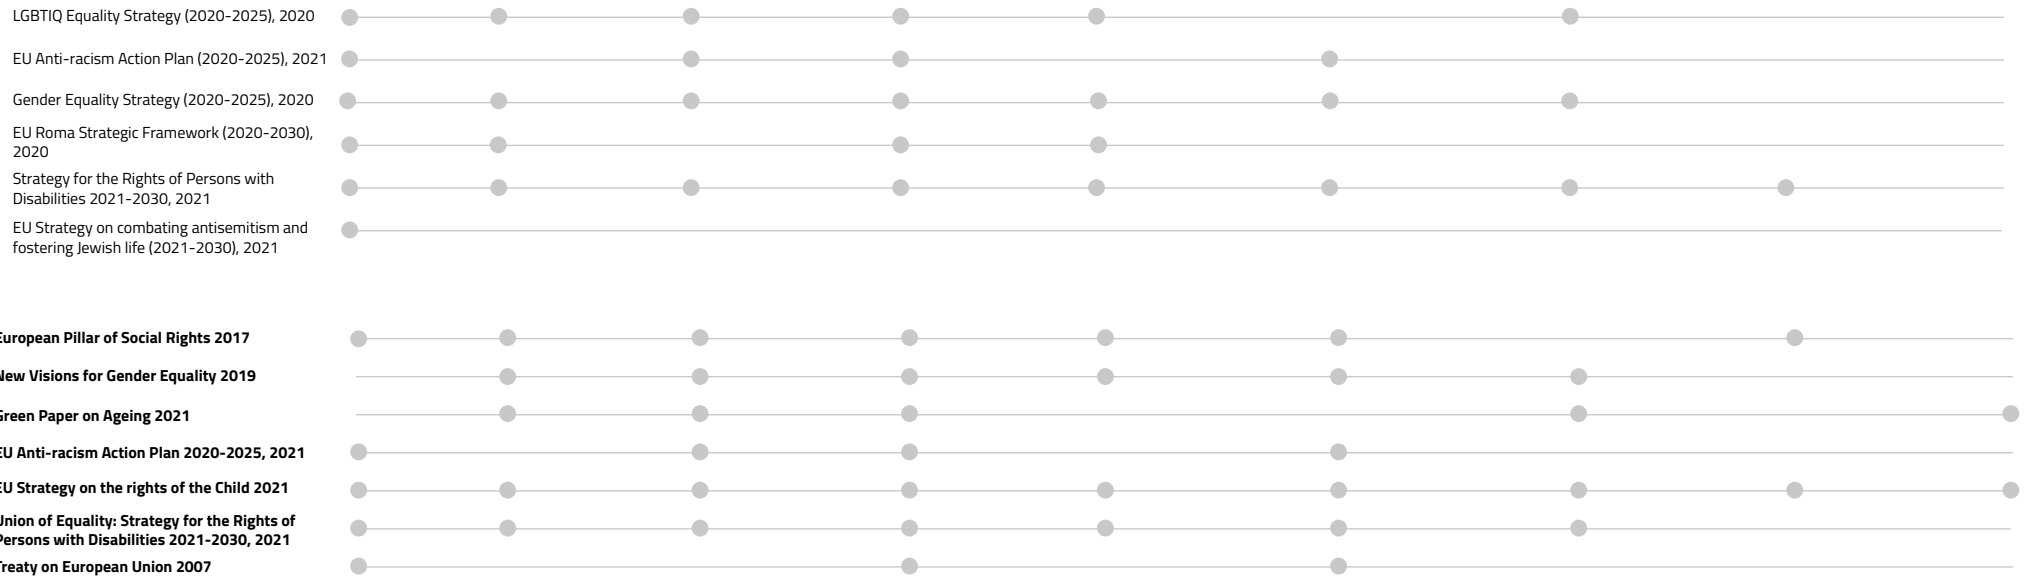 LGBTIQ Equality Strategy (2020-2025), 2020
EU Anti-racism Action Plan (2020-2025), 2021
Gender Equality Strategy (2020-2025), 2020
EU Roma Strategic Framework (2020-2030),
2020
Strategy for the Rights of Persons with
Disabilities 2021-2030, 2021
EU Strategy on combating antisemitism and
fostering Jewish life (2021-2030), 2021
European Pillar of Social Rights 2017
New Visions for Gender Equality 2019
Green Paper on Ageing 2021
EU Anti-racism Action Plan 2020-2025, 2021
EU Strategy on the rights of the Child 2021
Union of Equality: Strategy for the Rights of
Persons with Disabilities 2021-2030, 2021
Treaty on European Union 2007